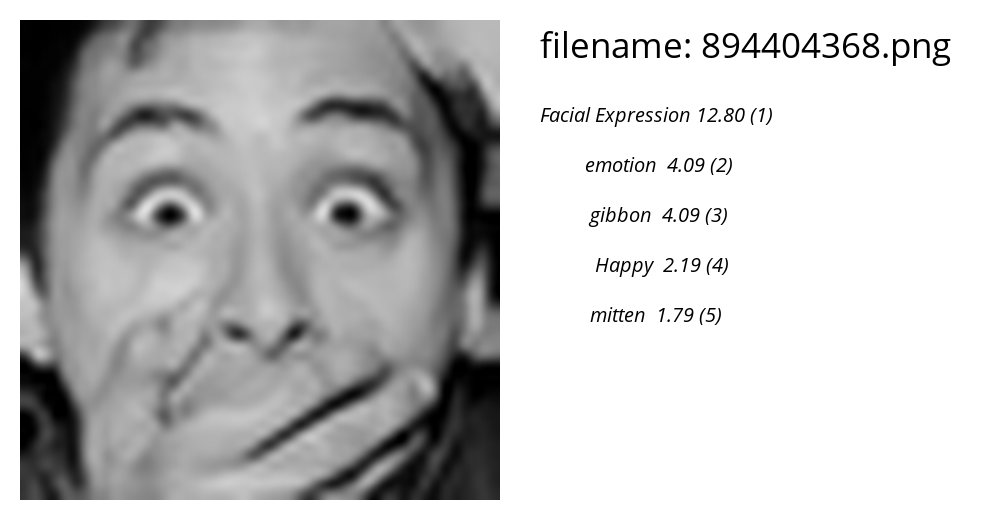 filename: 894404368.png
Facial Expression 12.80 (1)
emotion 4.09 (2)
gibbon 4.09 (3)
Happy 2.19 (4)
mitten 1.79 (5)